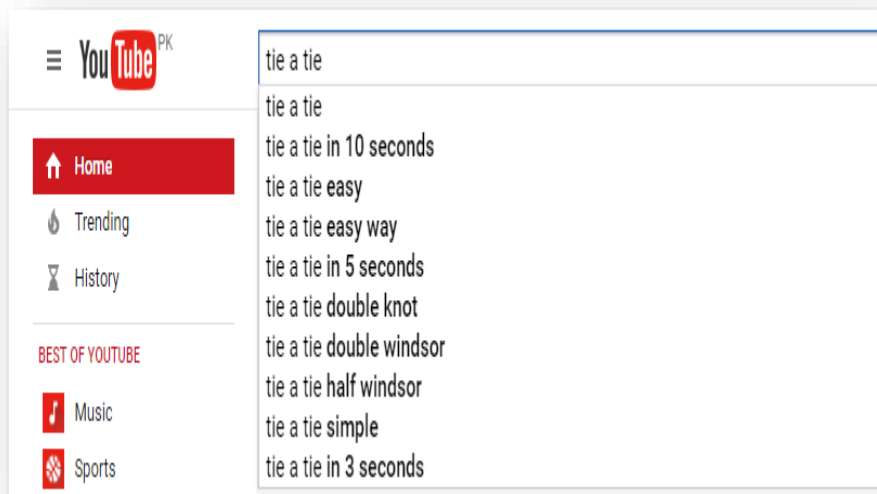 YouTube PK
tie a tie
tie a tie
tie a tie in 10 seconds
tie a tie easy
tie a tie easy way
tie a tie in 5 seconds
tie a tie double knot
tie a tie double windsor
tie a tie half windsor
tie a tie simple
tie a tie in 3 seconds
Home
Trending
History
BEST OF YOUTUBE
Music
Sports